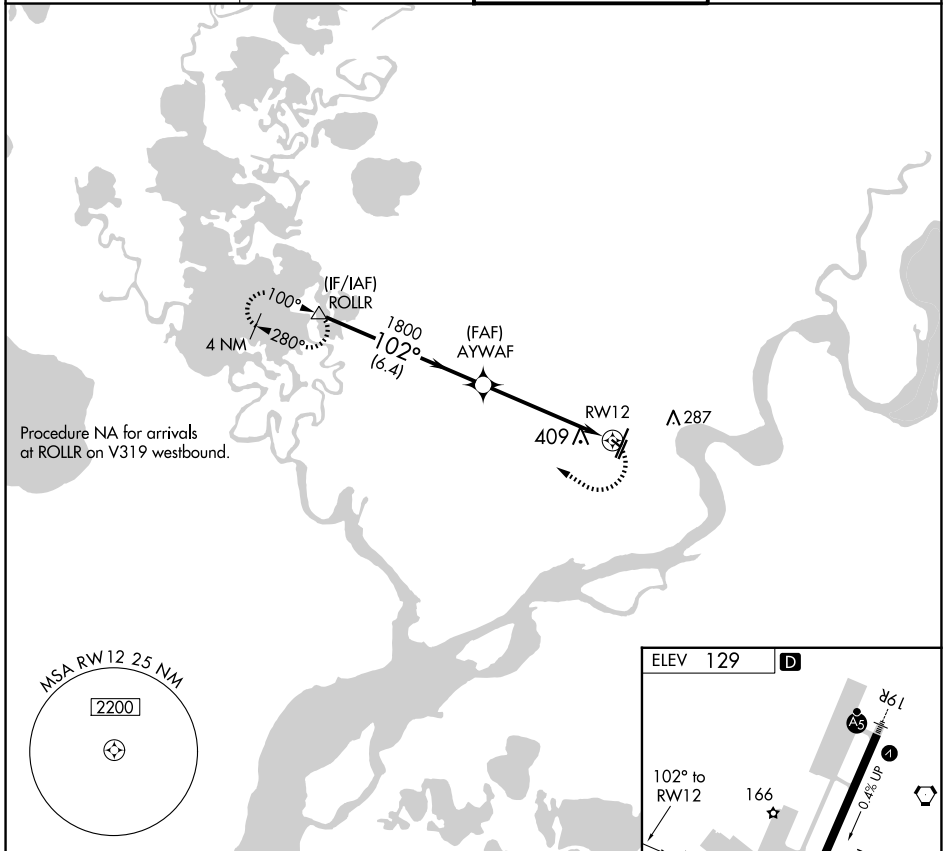 100°
(IF/IAF)
ROLLR
4 NM
280°
1800
102°
(6.4)
(FAF)
AYWAF
RW12
409
287
Procedure NA for arrivals
at ROLLR on V319 westbound.
MSA RW12 25 NM
2200
ELEV 129
D
19R
A5
102° to
RW12
166
0.4% UP